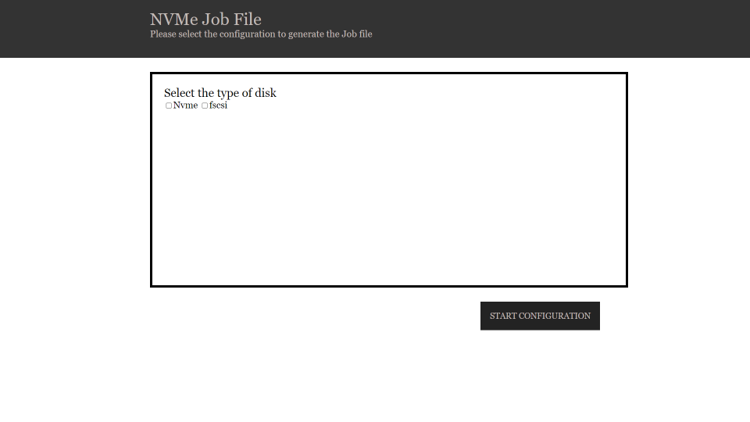 NVMe Job File
Please select the configuration to generate the Job file
Select the type of disk
Nvme fscsi
START CONFIGURATION